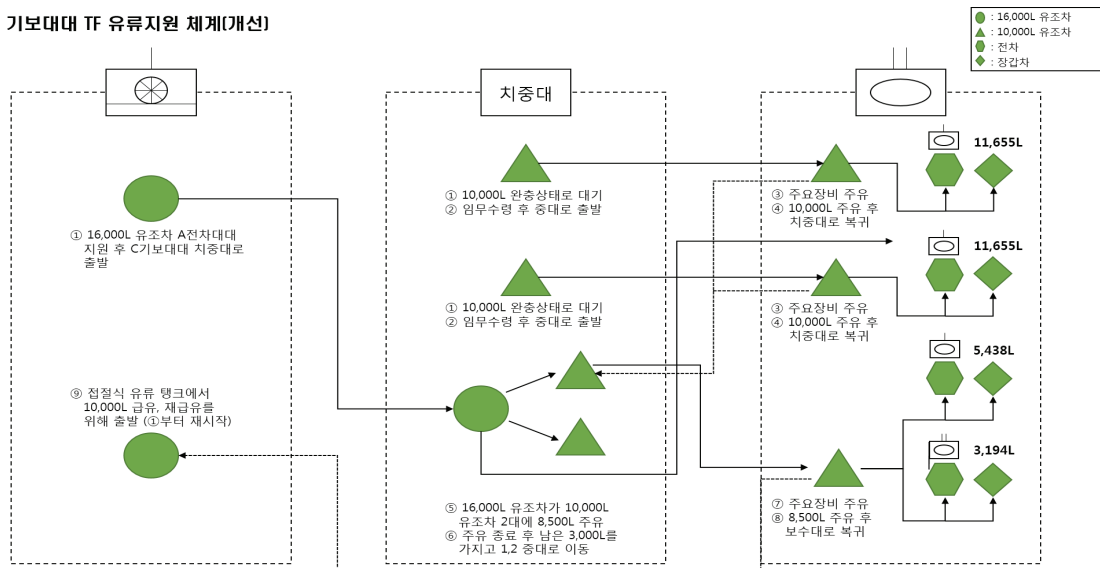 기보대대 TF 유류지원 체계(개선)
: 16,000L 유조차
: 10,000L 유조차
: 전차
: 장갑차
치중대
① 16,000L 유조차 A전차대대
지원 후 C기보대대 치중대로
출발
⑨ 접절식 유류 탱크에서
10,000L 급유, 재급유를
위해 출발 (①부터 재시작)
① 10,000L 완충상태로 대기
② 임무수령 후 중대로 출발
① 10,000L 완충상태로 대기
② 임무수령 후 중대로 출발
⑤ 16,000L 유조차가 10,000L
유조차 2대에 8,500L 주유
⑥ 주유 종료 후 남은 3,000L를
가지고 1,2 중대로 이동
③ 주요장비 주유
④ 10,000L 주유 후
치중대로 복귀
11,655L
③ 주요장비 주유
④ 10,000L 주유 후
치중대로 복귀
11,655L
5,438L
3,194L
⑦ 주요장비 주유
⑧ 8,500L 주유 후
보수대로 복귀